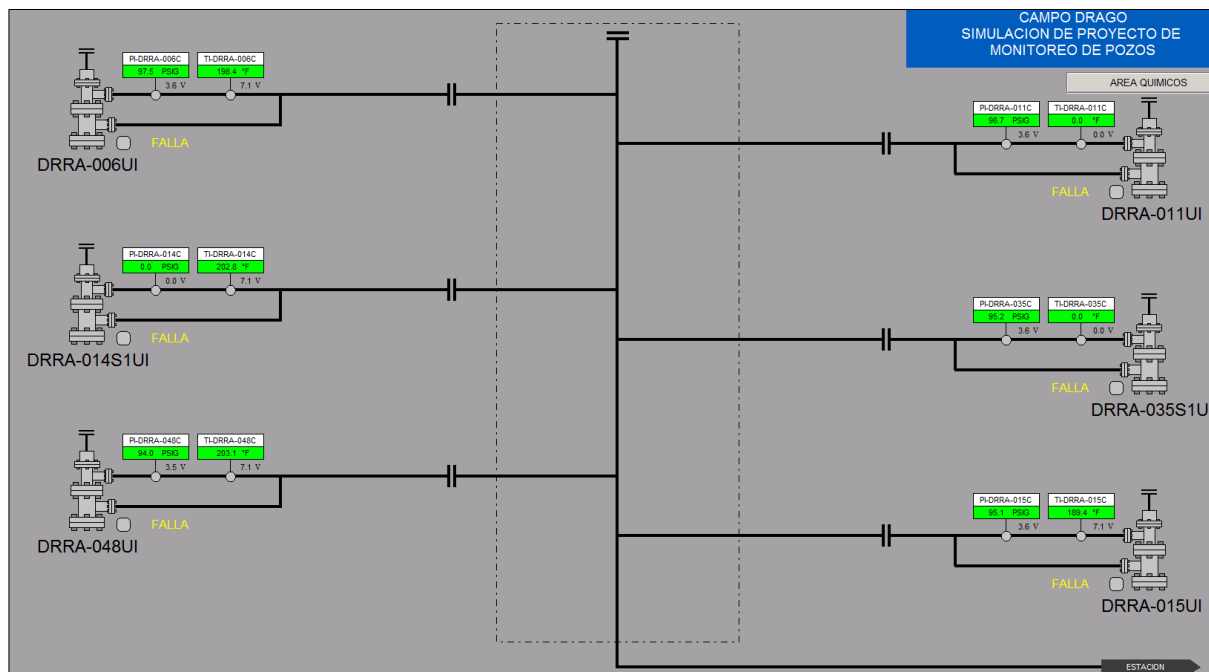 CAMPO DRAGO
SIMULACION DE PROYECTO DE
MONITOREO DE POZOS
AREA QUIMICOS
PI-DRRA-006C TI-DRRA-006C
97.5 PSIG 198.4 °F
3.6 V 7.1 V
FALLA
DRRA-006UI
PI-DRRA-011C TI-DRRA-011C
96.7 PSIG 0.0 °F
3.6 V 0.0 V
FALLA
DRRA-011UI
PI-DRRA-014C TI-DRRA-014C
0.0 PSIG 202.8 °F
0.0 V 7.1 V
FALLA
DRRA-014S1UI
PI-DRRA-035C TI-DRRA-035C
95.2 PSIG 0.0 °F
3.6 V 0.0 V
FALLA
DRRA-035S1U
PI-DRRA-048C TI-DRRA-048C
94.0 PSIG 203.1 °F
3.5 V 7.1 V
FALLA
DRRA-048UI
PI-DRRA-015C TI-DRRA-015C
95.1 PSIG 189.4 °F
3.6 V 7.1 V
FALLA
DRRA-015UI
ESTACION